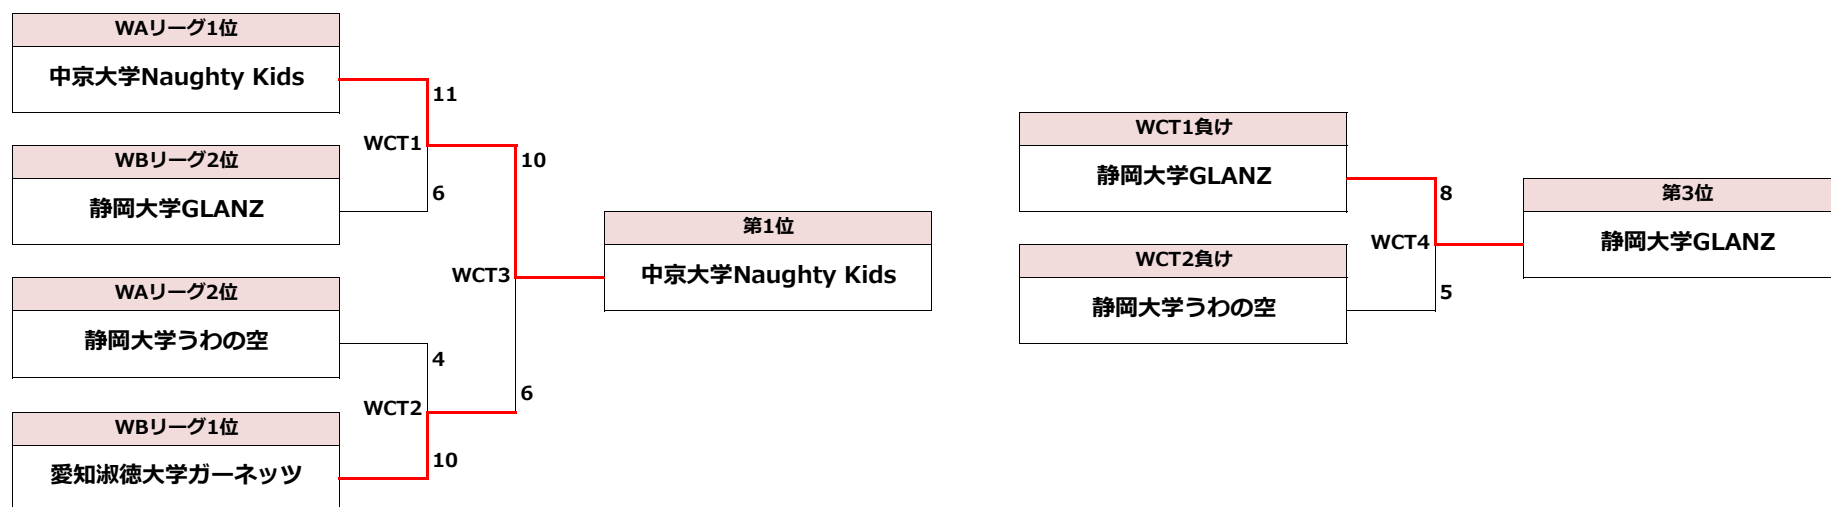 WAリーグ1位
中京大学Naughty Kids
11
WCT1
WBリーグ2位
静岡大学GLANZ
6
10
第1位
中京大学Naughty Kids
WCT3
WAリーグ2位
静岡大学うわの空
4
WCT2
6
WBリーグ1位
愛知淑徳大学ガーネッツ
10
WCT1負け
静岡大学GLANZ
8
WCT4
WCT2負け
静岡大学うわの空
5
第3位
静岡大学GLANZ